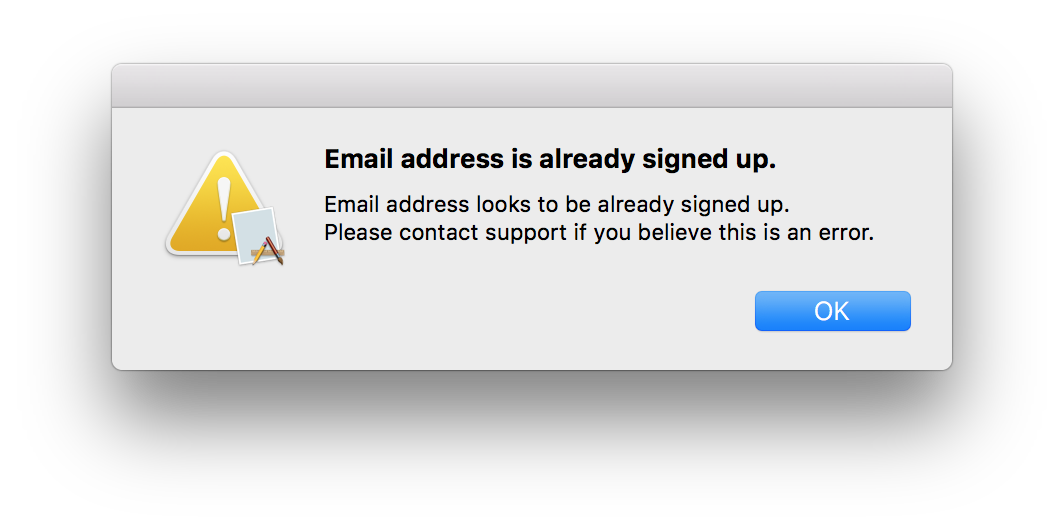 Email address is already signed up.
Email address looks to be already signed up.
Please contact support if you believe this is an error.
OK